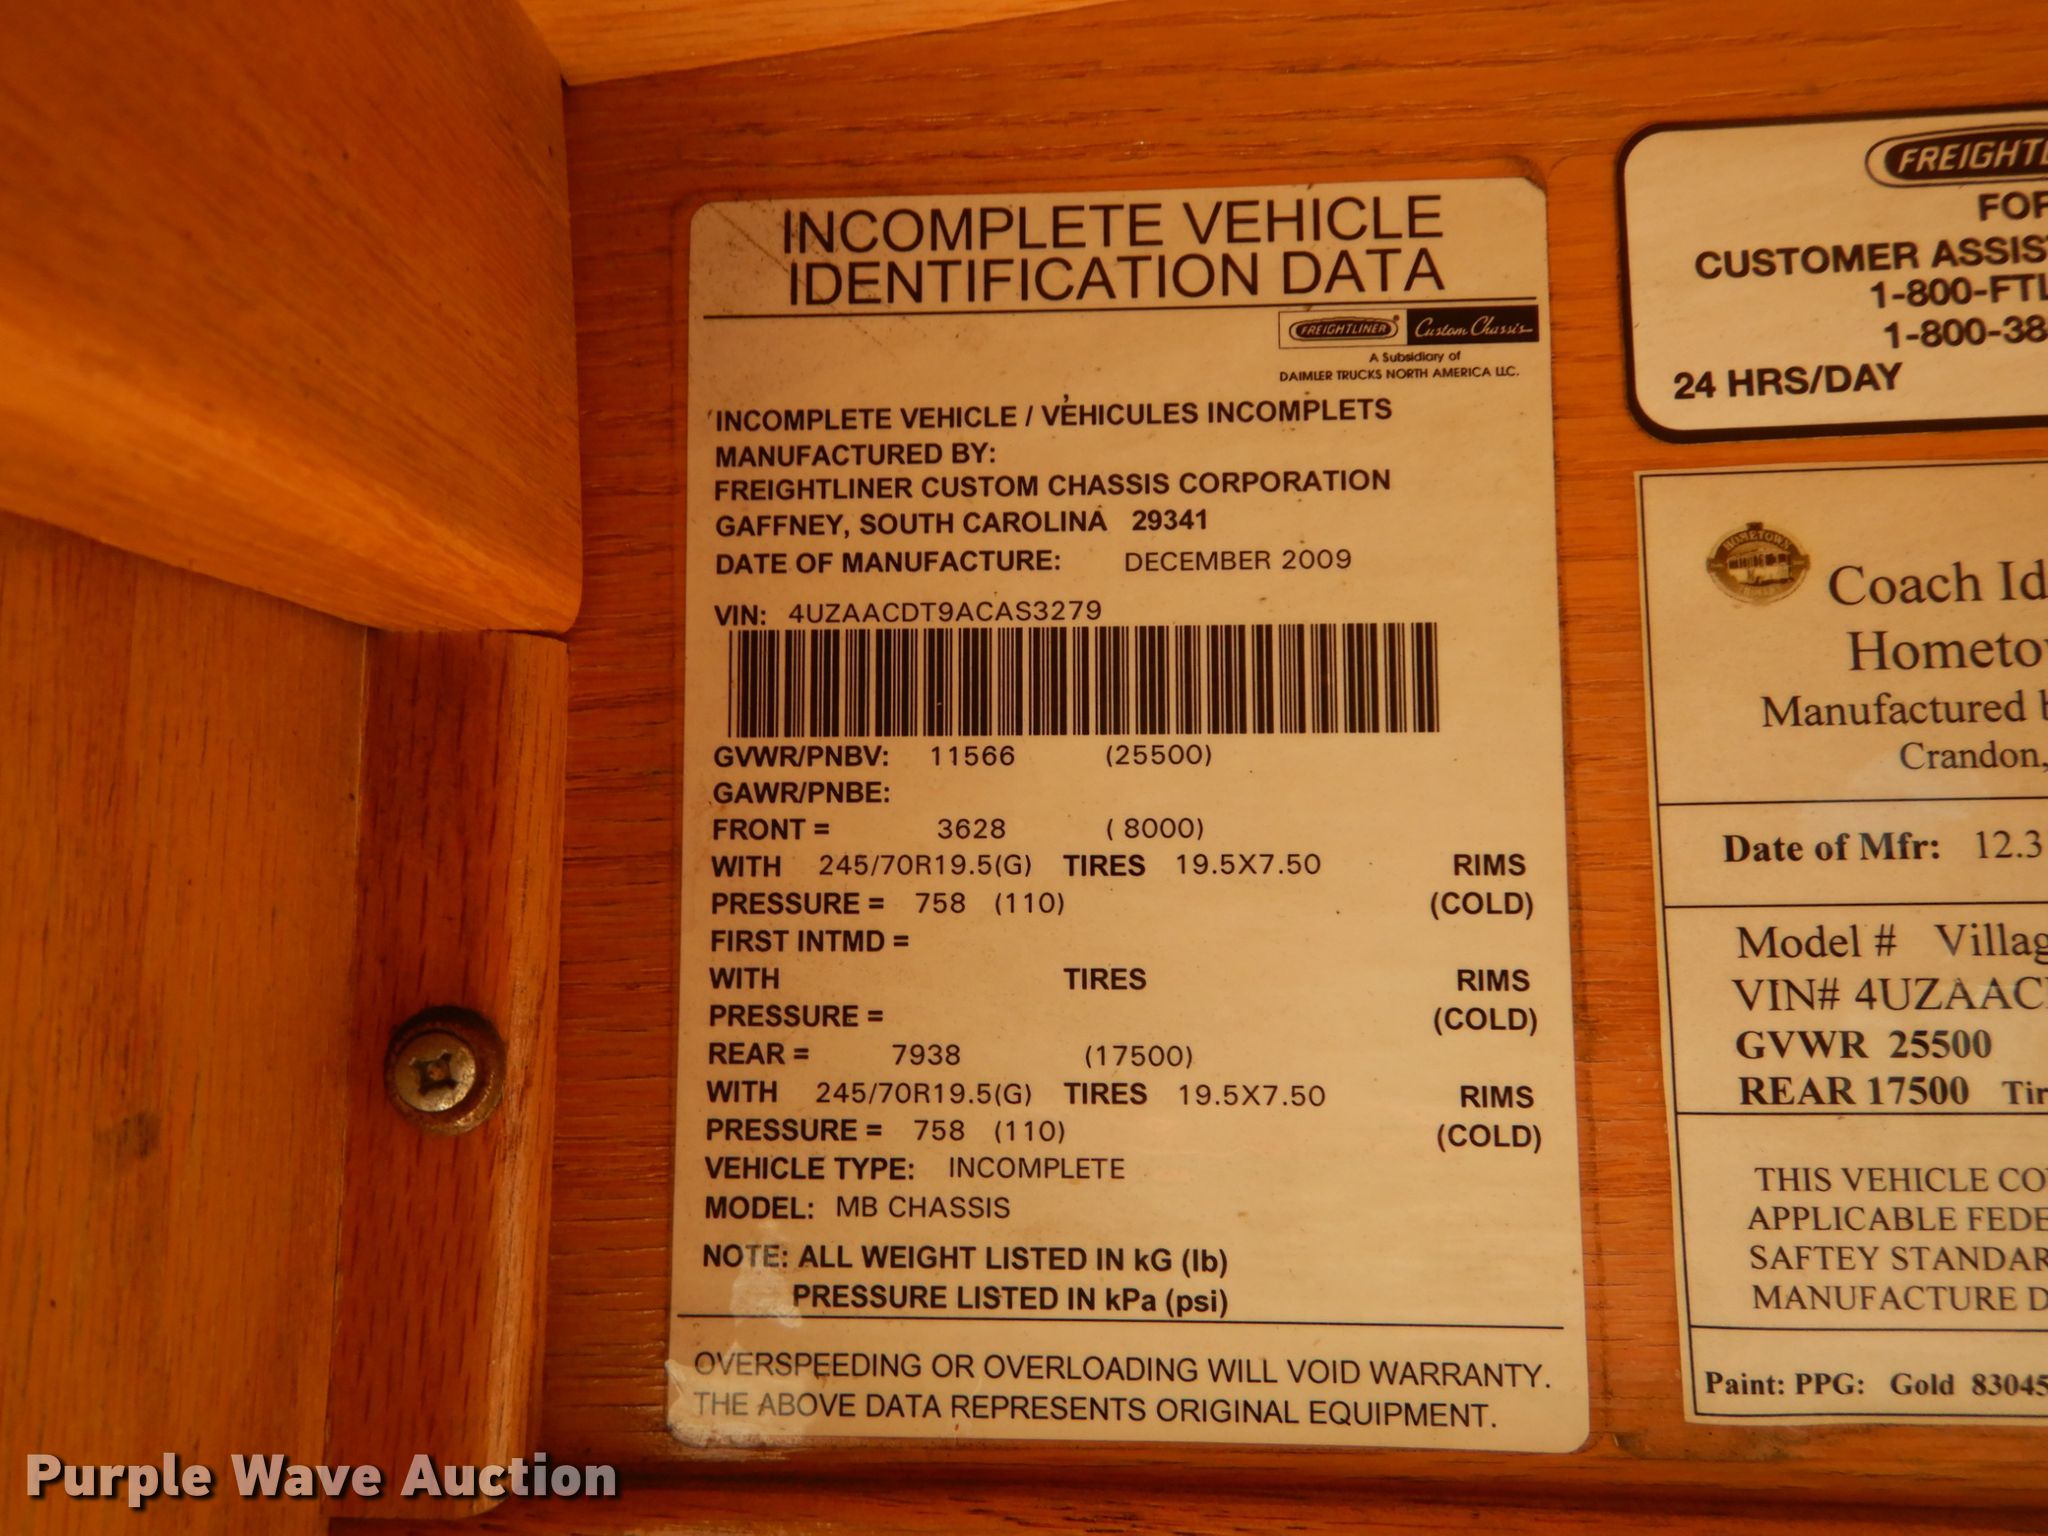 INCOMPLETE VEHICLE
IDENTIFICATION DATA
FREIGHTLINER Custom Chassis
A Subsidiary of
DAIMLER TRUCKS NORTH AMERICA LLC.
INCOMPLETE VEHICLE / VÉHICULES INCOMPLETS
MANUFACTURED BY:
FREIGHTLINER CUSTOM CHASSIS CORPORATION
GAFFNEY, SOUTH CAROLINA 29341
DATE OF MANUFACTURE: DECEMBER 2009
VIN: 4UZAACDT9ACAS3279
GVWR/PNBV: 11566 (25500)
GAWR/PNBE:
FRONT = 3628 ( 8000)
WITH 245/70R19.5(G) TIRES 19.5X7.50 RIMS
PRESSURE = 758 (110) (COLD)
FIRST INTMD =
WITH TIRES RIMS
PRESSURE = (COLD)
REAR = 7938 (17500)
WITH 245/70R19.5(G) TIRES 19.5X7.50 RIMS
PRESSURE = 758 (110) (COLD)
VEHICLE TYPE: INCOMPLETE
MODEL: MB CHASSIS
NOTE: ALL WEIGHT LISTED IN kG (lb)
PRESSURE LISTED IN kPa (psi)
OVERSPEEDING OR OVERLOADING WILL VOID WARRANTY.
THE ABOVE DATA REPRESENTS ORIGINAL EQUIPMENT.
FREIGHTL
FOR
CUSTOMER ASSIS
1-800-FTL
1-800-38
24 HRS/DAY
HOMETOWN
Coach Id
Hometo
Manufactured b
Crandon,
Date of Mfr: 12.3
Model # Villag
VIN# 4UZAAC
GVWR 25500
REAR 17500 Tir
THIS VEHICLE CO
APPLICABLE FEDE
SAFTEY STANDAR
MANUFACTURE D
Paint: PPG: Gold 83045
Purple Wave Auction